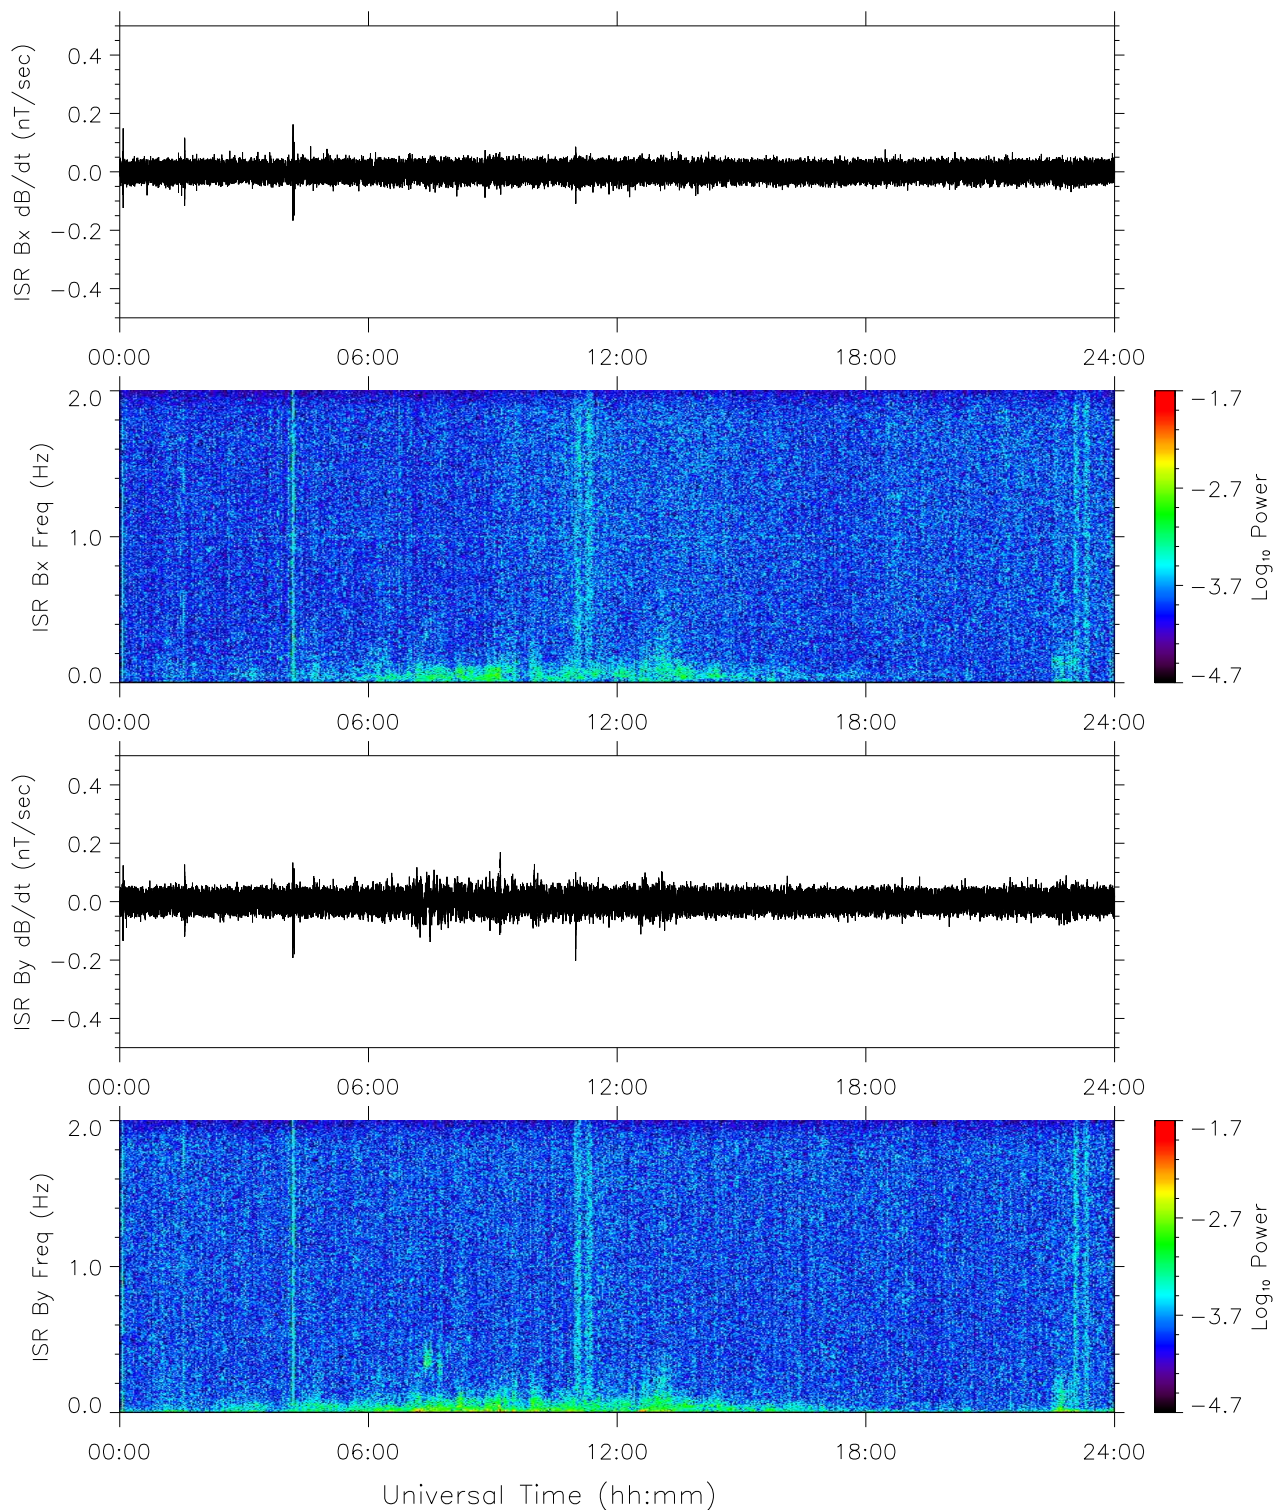 ISR Bx dB/dt (nT/sec)
0.4
0.2
0.0
−0.2
−0.4
00:00 06:00 12:00 18:00 24:00
ISR Bx Freq (Hz)
2.0
1.0
0.0
00:00 06:00 12:00 18:00 24:00
−1.7
−2.7
−3.7
−4.7
Log₁₀ Power
ISR By dB/dt (nT/sec)
0.4
0.2
0.0
−0.2
−0.4
00:00 06:00 12:00 18:00 24:00
ISR By Freq (Hz)
2.0
1.0
0.0
00:00 06:00 12:00 18:00 24:00
−1.7
−2.7
−3.7
−4.7
Log₁₀ Power
Universal Time (hh:mm)